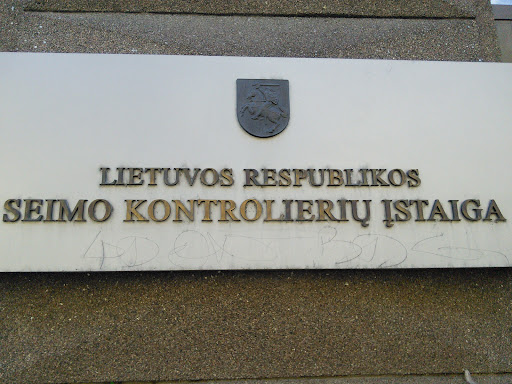 LIETUVOS RESPUBLIKOS
SEIMO KONTROLIERIŲ ĮSTAIGA